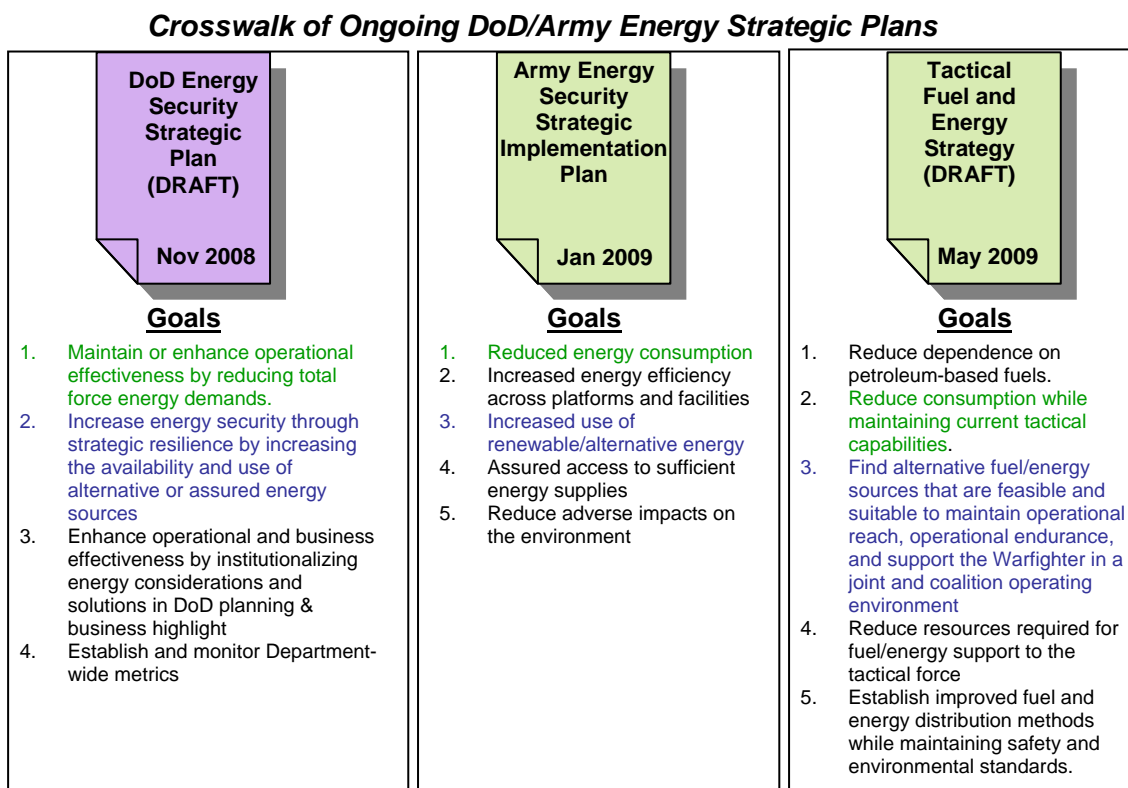 Crosswalk of Ongoing DoD/Army Energy Strategic Plans
DoD Energy
Security
Strategic
Plan
(DRAFT)
Nov 2008
Goals
1. Maintain or enhance operational
effectiveness by reducing total
force energy demands.
2. Increase energy security through
strategic resilience by increasing
the availability and use of
alternative or assured energy
sources
3. Enhance operational and business
effectiveness by institutionalizing
energy considerations and
solutions in DoD planning &
business highlight
4. Establish and monitor Department-
wide metrics
Army Energy
Security
Strategic
Implementation
Plan
Jan 2009
Goals
1. Reduced energy consumption
2. Increased energy efficiency
across platforms and facilities
3. Increased use of
renewable/alternative energy
4. Assured access to sufficient
energy supplies
5. Reduce adverse impacts on
the environment
Tactical
Fuel and
Energy
Strategy
(DRAFT)
May 2009
Goals
1. Reduce dependence on
petroleum-based fuels.
2. Reduce consumption while
maintaining current tactical
capabilities.
3. Find alternative fuel/energy
sources that are feasible and
suitable to maintain operational
reach, operational endurance,
and support the Warfighter in a
joint and coalition operating
environment
4. Reduce resources required for
fuel/energy support to the
tactical force
5. Establish improved fuel and
energy distribution methods
while maintaining safety and
environmental standards.